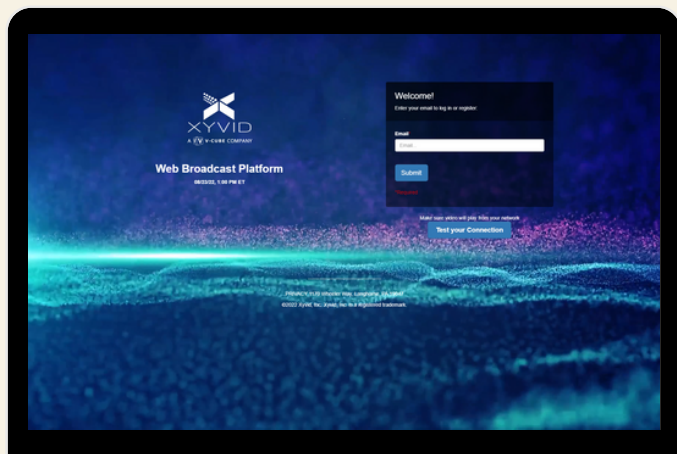 XYVID
A V-CUBE COMPANY
Web Broadcast Platform
Welcome!
Enter your email to log in or register:
Email
Email
Submit
Make sure video will play from your network
Test your Connection